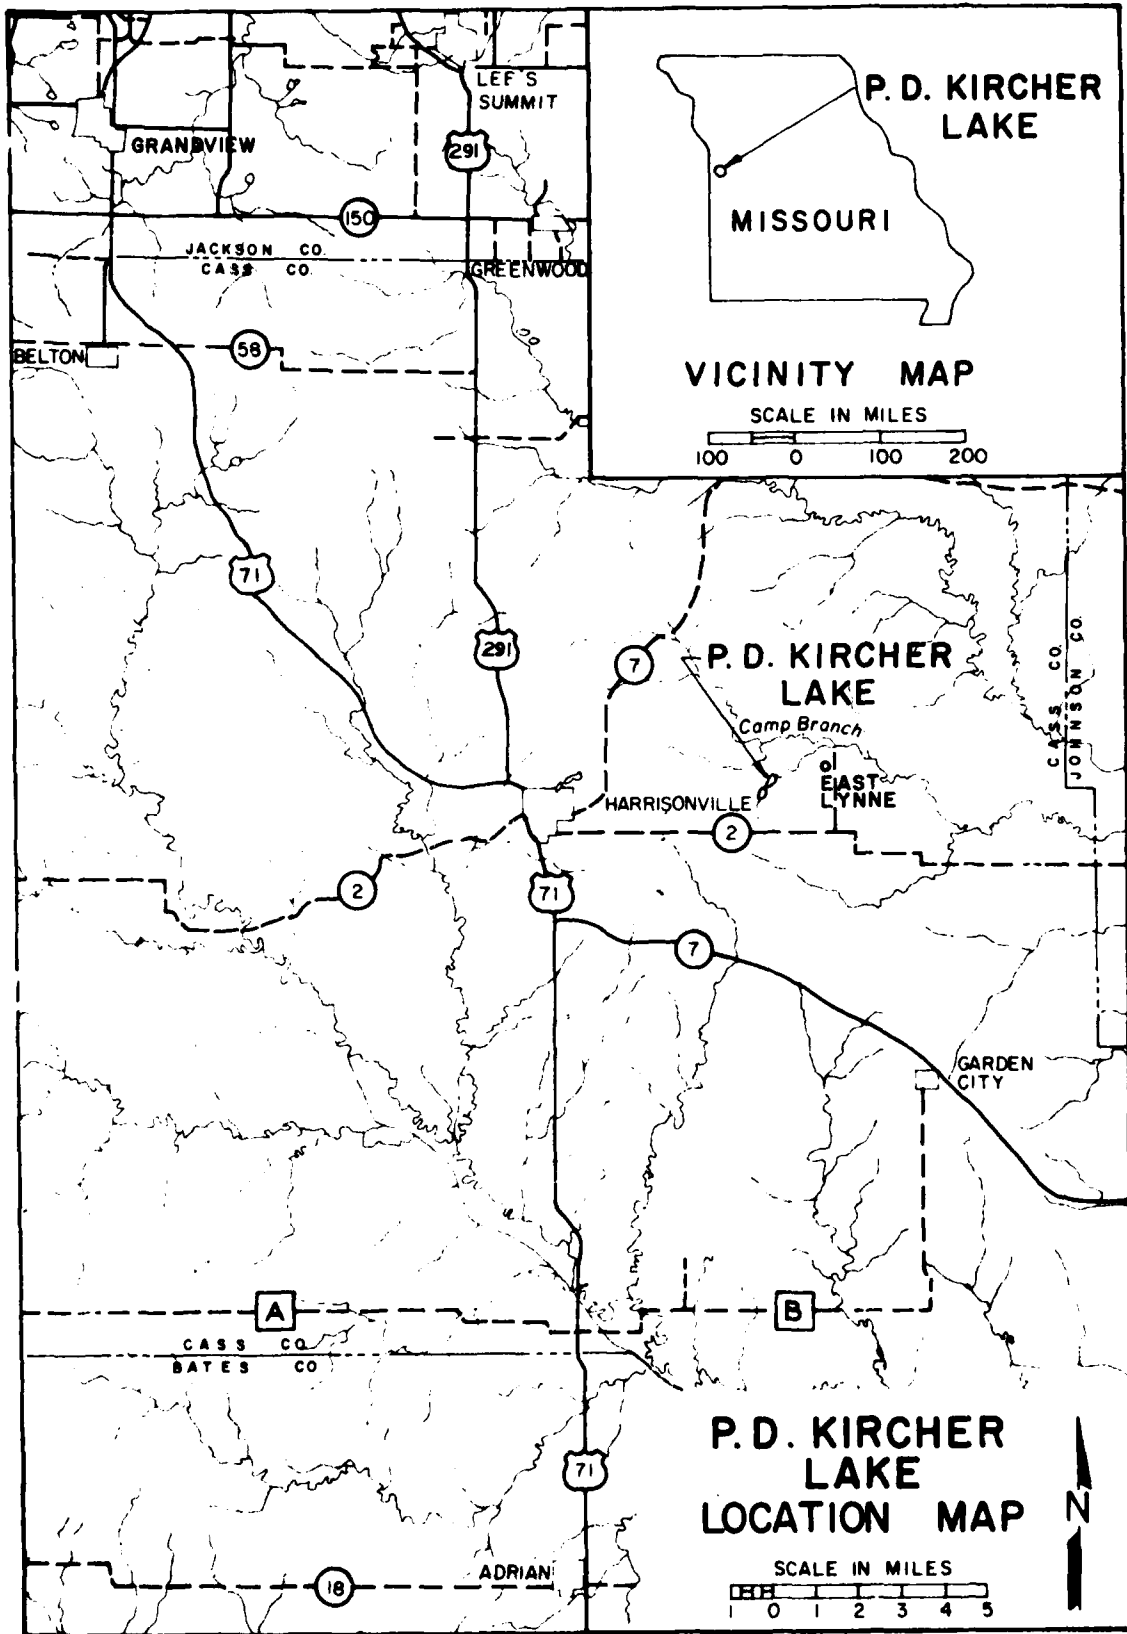 LEE'S
SUMMIT
GRANDVIEW
291
150
JACKSON CO.
CASS CO.
GREENWOOD
BELTON
58
P. D. KIRCHER
LAKE
MISSOURI
VICINITY MAP
SCALE IN MILES
100 0 100 200
71
291
7
P. D. KIRCHER
LAKE
Camp Branch
CASS CO.
JOHNSON CO.
EAST
LYNNE
HARRISONVILLE
2
2
71
7
GARDEN
CITY
A
B
CASS CO.
BATES CO
71
P. D. KIRCHER
LAKE
LOCATION MAP
N
SCALE IN MILES
1 0 1 2 3 4 5
ADRIAN
18